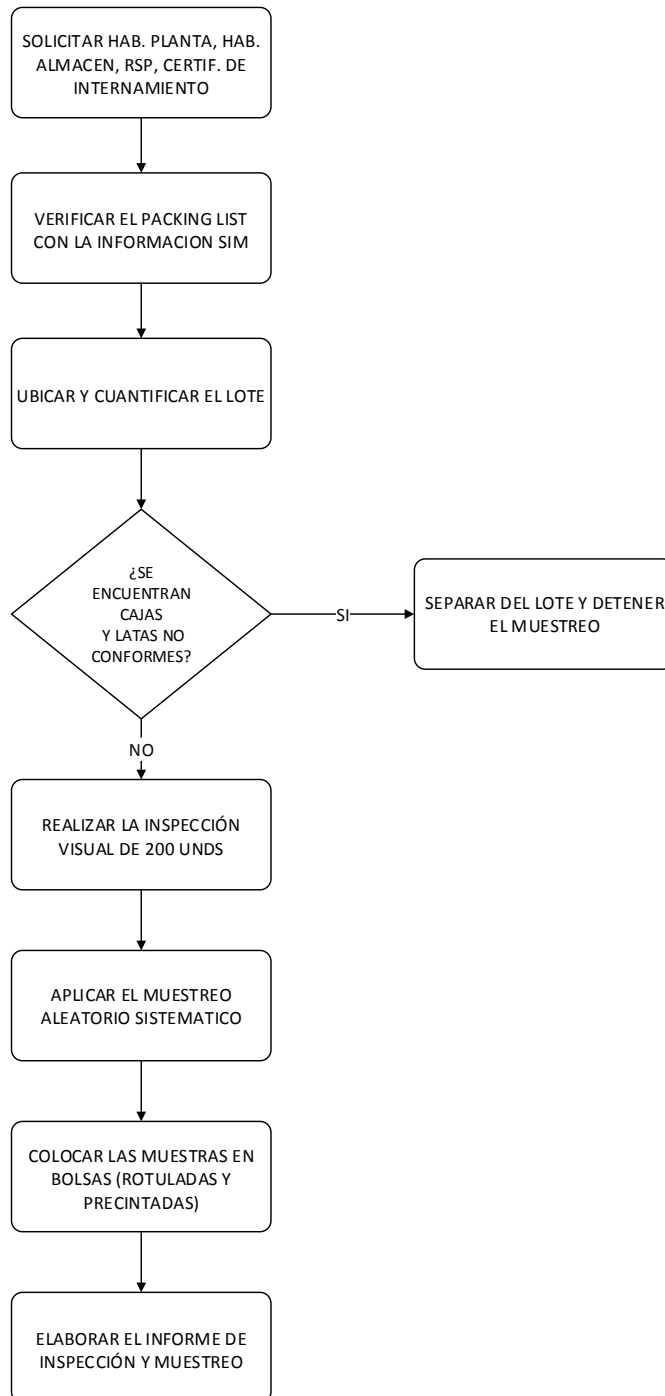 SOLICITAR HAB. PLANTA, HAB.
ALMACEN, RSP, CERTIF. DE
INTERNAMIENTO
VERIFICAR EL PACKING LIST
CON LA INFORMACION SIM
UBICAR Y CUANTIFICAR EL LOTE
¿SE
ENCUENTRAN
CAJAS
Y LATAS NO
CONFORMES?
SI
SEPARAR DEL LOTE Y DETENER
EL MUESTREO
NO
REALIZAR LA INSPECCIÓN
VISUAL DE 200 UNDS
APLICAR EL MUESTREO
ALEATORIO SISTEMATICO
COLOCAR LAS MUESTRAS EN
BOLSAS (ROTULADAS Y
PRECINTADAS)
ELABORAR EL INFORME DE
INSPECCIÓN Y MUESTREO